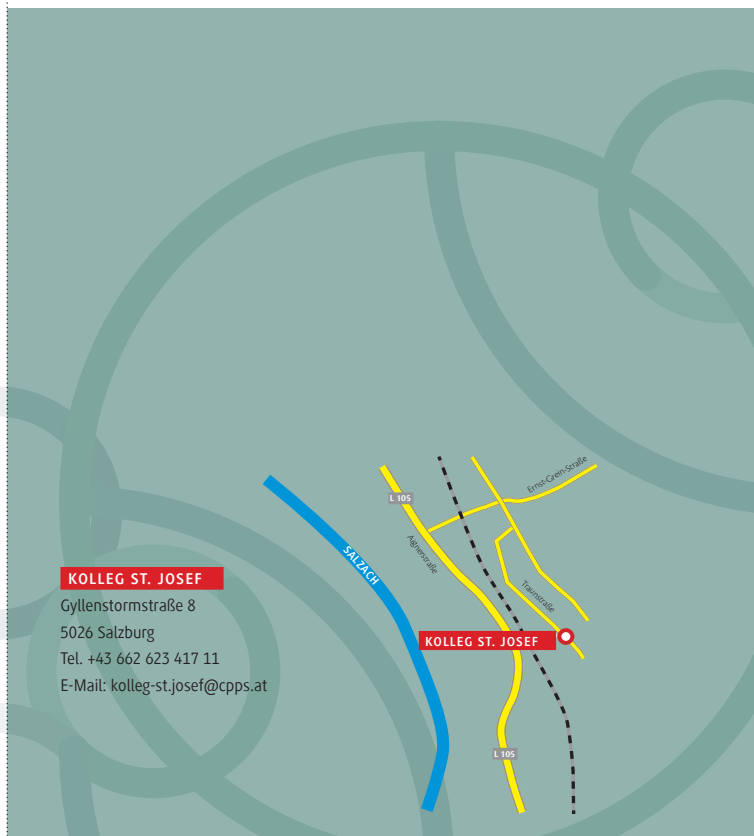 Ernst-Grein-Straße
L 105
Aignerstraße
SALZACH
KOLLEG ST. JOSEF
Gyllenstormstraße 8
5026 Salzburg
Tel. +43 662 623 417 11
E-Mail: kolleg-st.josef@cpps.at
Traunstraße
KOLLEG ST. JOSEF
L 105